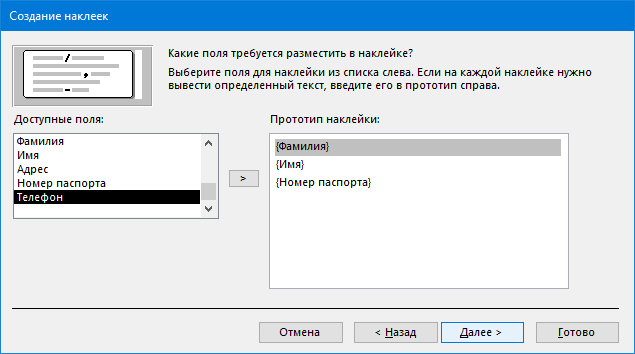 Создание наклеек
Какие поля требуется разместить в наклейке?
Выберите поля для наклейки из списка слева. Если на каждой наклейке нужно
вывести определенный текст, введите его в прототип справа.
Доступные поля:
Прототип наклейки:
Фамилия
Имя
Адрес
Номер паспорта
Телефон
>
{Фамилия}
{Имя}
{Номер паспорта}
Отмена
< Назад
Далее >
Готово